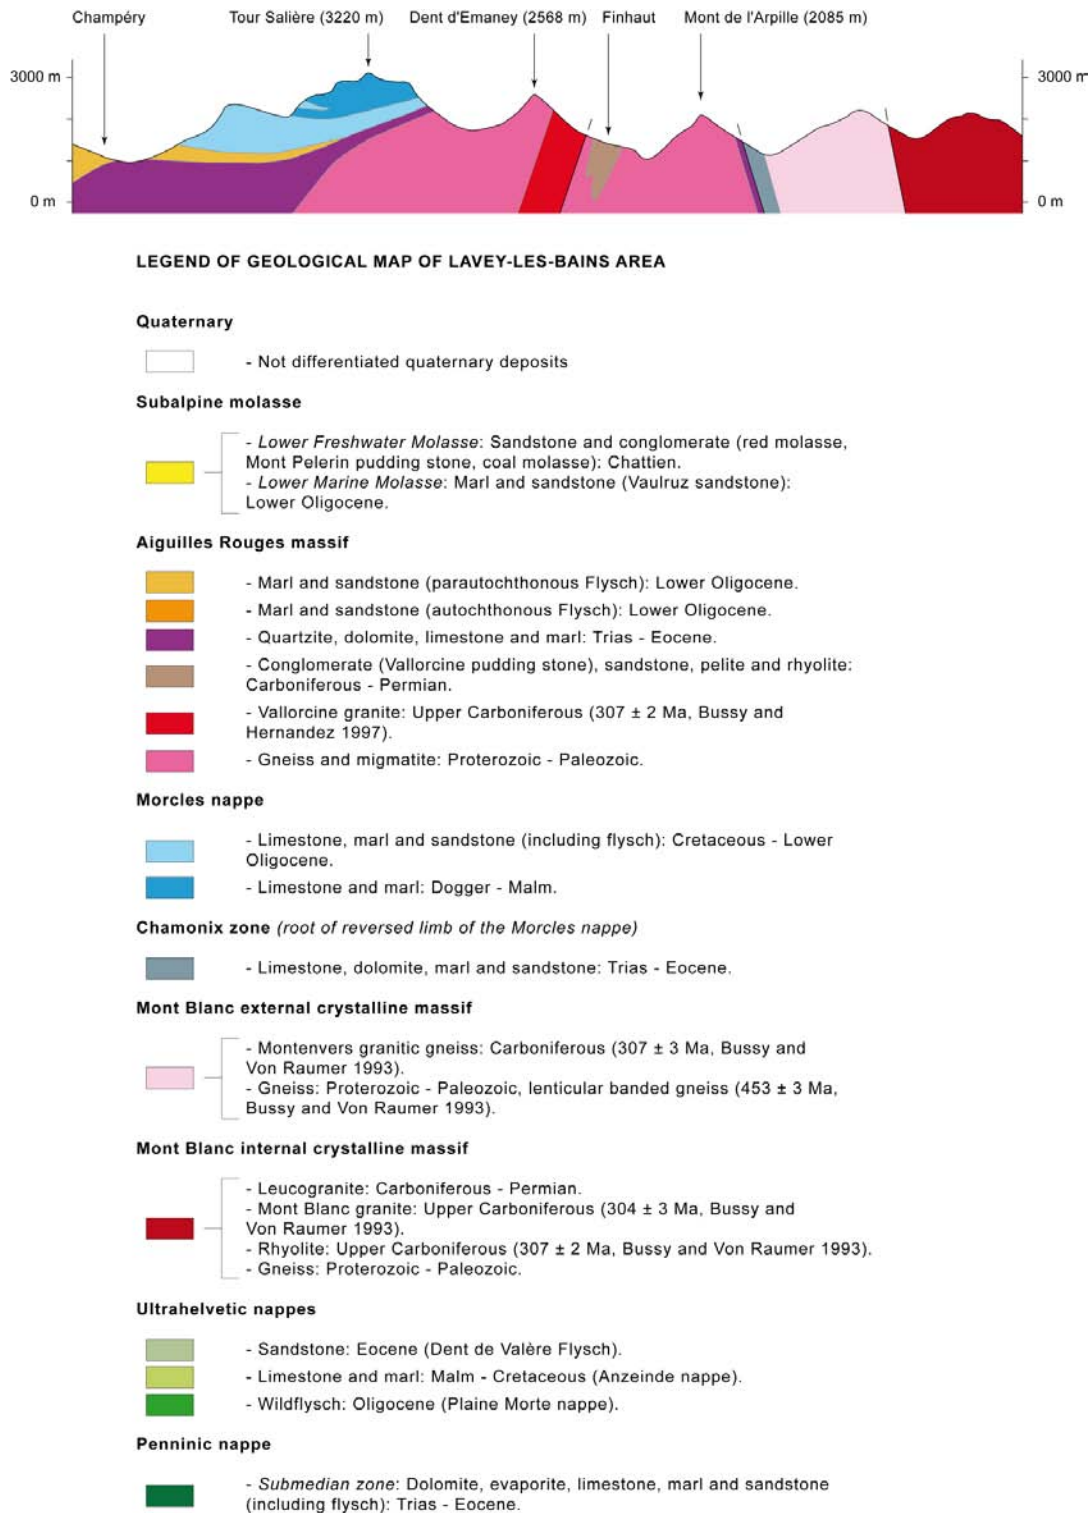 Champéry Tour Salière (3220 m) Dent d'Emaney (2568 m) Finhaut Mont de l'Arpille (2085 m)
3000 m 3000 m
0 m 0 m
LEGEND OF GEOLOGICAL MAP OF LAVEY-LES-BAINS AREA
Quaternary
- Not differentiated quaternary deposits
Subalpine molasse
- Lower Freshwater Molasse: Sandstone and conglomerate (red molasse,
Mont Pelerin pudding stone, coal molasse): Chattien.
- Lower Marine Molasse: Marl and sandstone (Vaulruz sandstone):
Lower Oligocene.
Aiguilles Rouges massif
- Marl and sandstone (parautochthonous Flysch): Lower Oligocene.
- Marl and sandstone (autochthonous Flysch): Lower Oligocene.
- Quartzite, dolomite, limestone and marl: Trias - Eocene.
- Conglomerate (Vallorcine pudding stone), sandstone, pelite and rhyolite:
Carboniferous - Permian.
- Vallorcine granite: Upper Carboniferous (307 ± 2 Ma, Bussy and
Hernandez 1997).
- Gneiss and migmatite: Proterozoic - Paleozoic.
Morcles nappe
- Limestone, marl and sandstone (including flysch): Cretaceous - Lower
Oligocene.
- Limestone and marl: Dogger - Malm.
Chamonix zone (root of reversed limb of the Morcles nappe)
- Limestone, dolomite, marl and sandstone: Trias - Eocene.
Mont Blanc external crystalline massif
- Montenvers granitic gneiss: Carboniferous (307 ± 3 Ma, Bussy and
Von Raumer 1993).
- Gneiss: Proterozoic - Paleozoic, lenticular banded gneiss (453 ± 3 Ma,
Bussy and Von Raumer 1993).
Mont Blanc internal crystalline massif
- Leucogranite: Carboniferous - Permian.
- Mont Blanc granite: Upper Carboniferous (304 ± 3 Ma, Bussy and
Von Raumer 1993).
- Rhyolite: Upper Carboniferous (307 ± 2 Ma, Bussy and Von Raumer 1993).
- Gneiss: Proterozoic - Paleozoic.
Ultrahelvetic nappes
- Sandstone: Eocene (Dent de Valère Flysch).
- Limestone and marl: Malm - Cretaceous (Anzeinde nappe).
- Wildflysch: Oligocene (Plaine Morte nappe).
Penninic nappe
- Submedian zone: Dolomite, evaporite, limestone, marl and sandstone
(including flysch): Trias - Eocene.